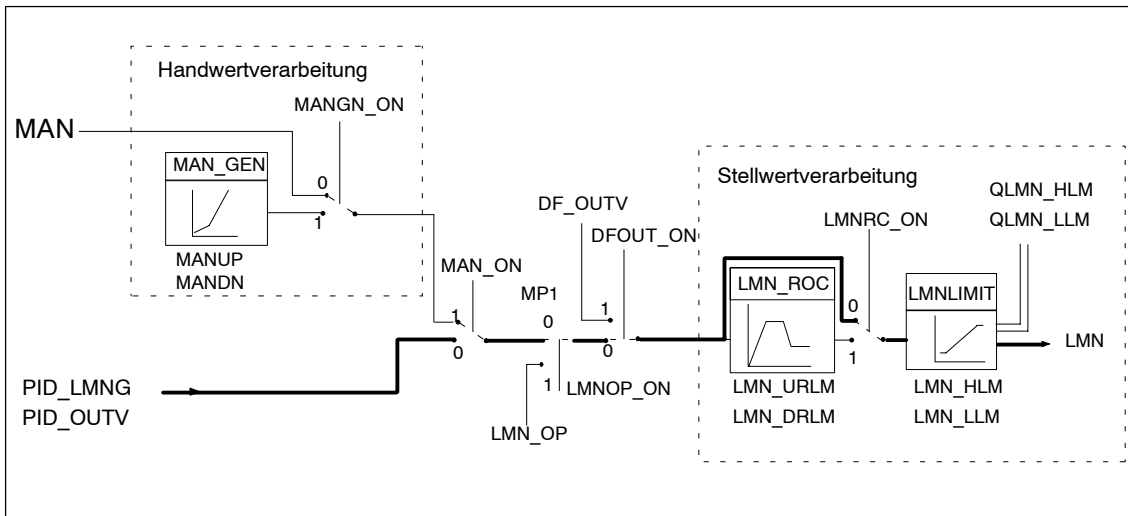 Handwertverarbeitung
MANGN_ON
MAN
MAN_GEN
0
1
MANUP
MANDN
MAN_ON
1
0
PID_LMNG
PID_OUTV
MP1
0
1
LMN_OP
LMNOP_ON
DF_OUTV
DFOUT_ON
1
0
Stellwertverarbeitung
LMNRC_ON
QLMN_HLM
QLMN_LLM
LMN_ROC
0
1
LMN_URLM
LMN_DRLM
LMNLIMIT
LMN_HLM
LMN_LLM
LMN